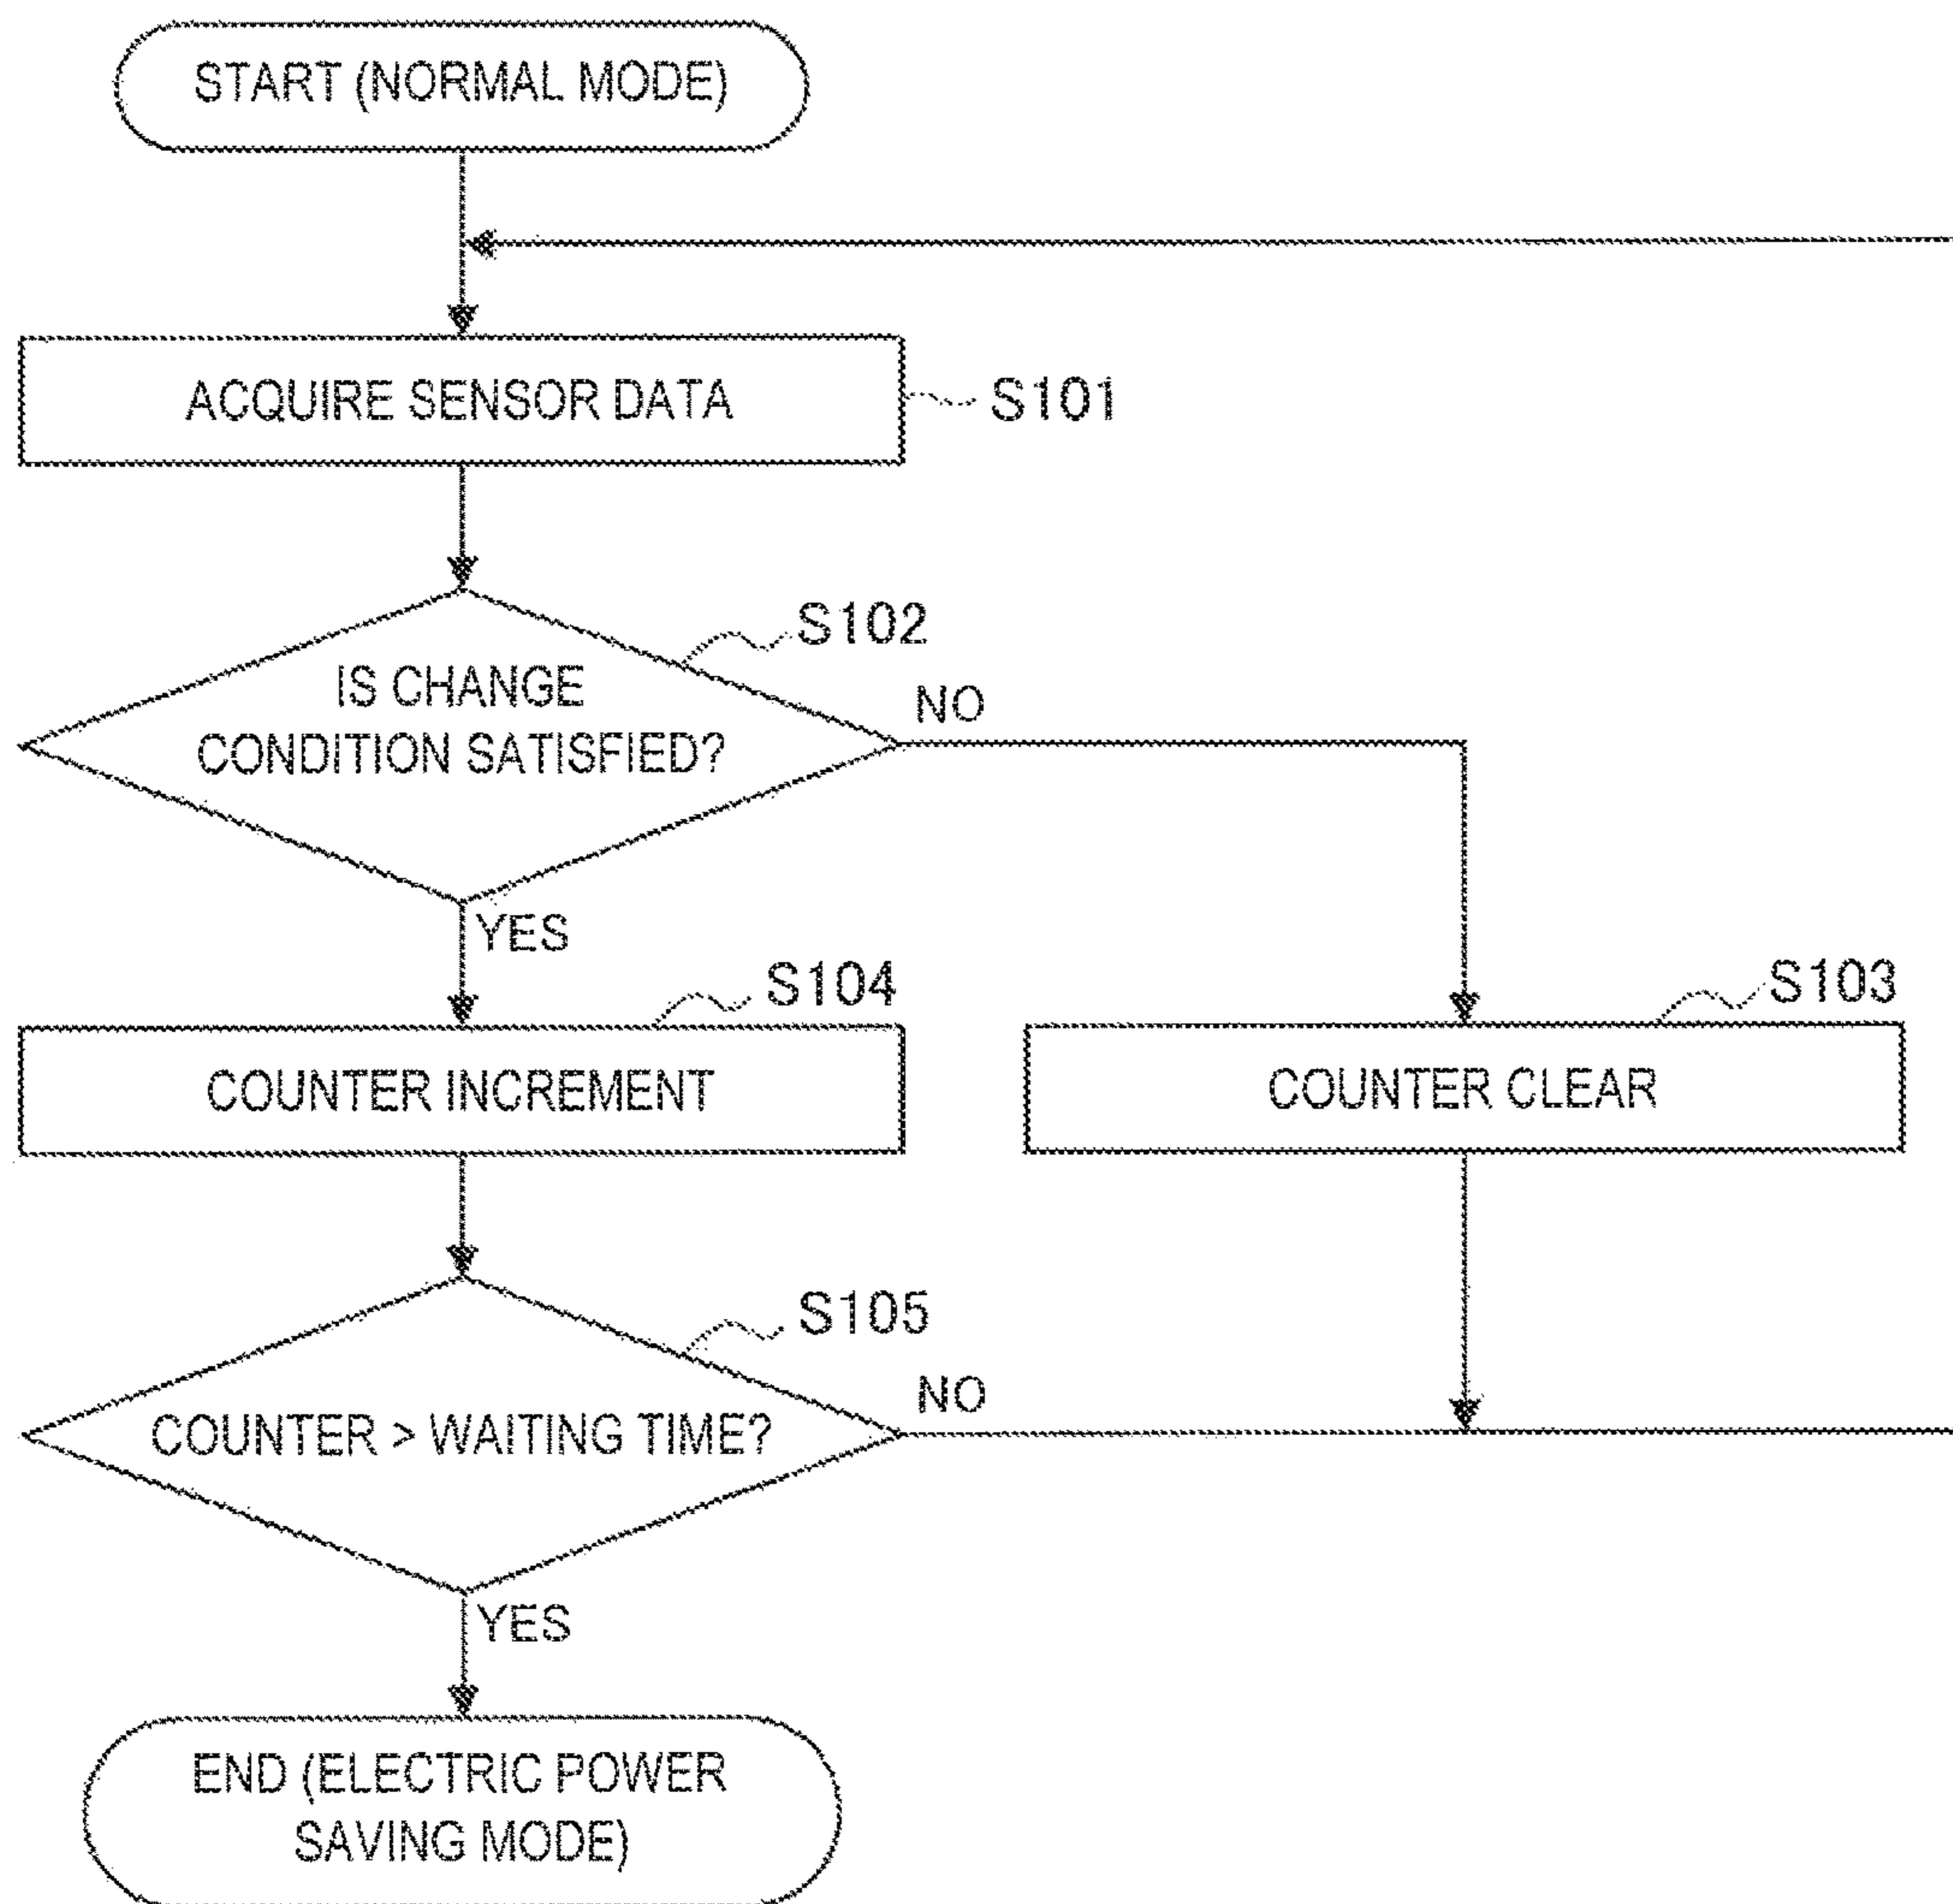 START (NORMAL MODE)
ACQUIRE SENSOR DATA
S101
S102
IS CHANGE
CONDITION SATISFIED?
NO
YES
S104
COUNTER INCREMENT
S103
COUNTER CLEAR
S105
COUNTER > WAITING TIME?
NO
YES
END (ELECTRIC POWER
SAVING MODE)